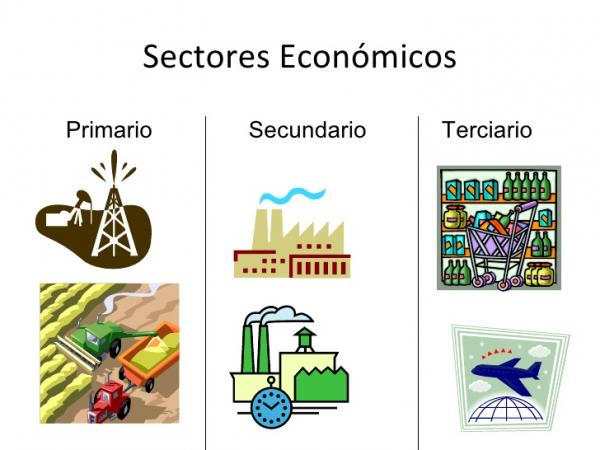 Sectores Económicos
Primario
Secundario
Terciario